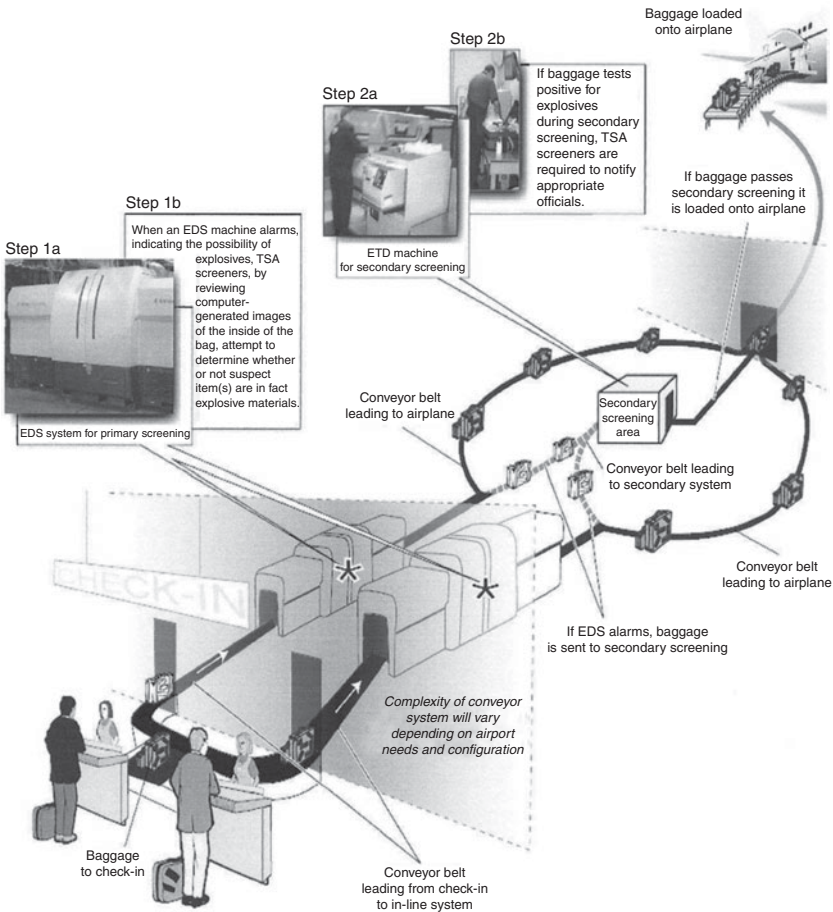 Baggage loaded
onto airplane
Step 2b
If baggage tests
positive for
explosives
during secondary
screening, TSA
screeners are
required to notify
appropriate
officials.
Step 2a
ETD machine
for secondary screening
If baggage passes
secondary screening it
is loaded onto airplane
Step 1b
When an EDS machine alarms,
indicating the possibility of
explosives, TSA
screeners, by
reviewing
computer-
generated images
of the inside of the
bag, attempt to
determine whether
or not suspect
item(s) are in fact
explosive materials.
Step 1a
EDS system for primary screening
Conveyor belt
leading to airplane
Secondary
screening
area
Conveyor belt leading
to secondary system
Conveyor belt
leading to airplane
If EDS alarms, baggage
is sent to secondary screening
CHECK-IN
Complexity of conveyor
system will vary
depending on airport
needs and configuration
Baggage
to check-in
Conveyor belt
leading from check-in
to in-line system